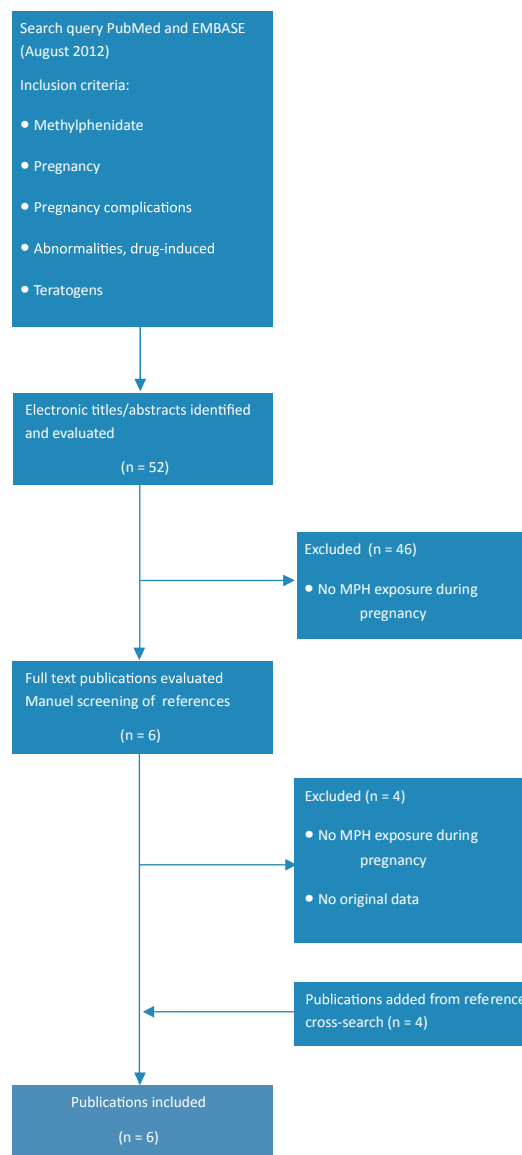 Search query PubMed and EMBASE
(August 2012)
Inclusion criteria:
• Methylphenidate
• Pregnancy
• Pregnancy complications
• Abnormalities, drug-induced
• Teratogens
Electronic titles/abstracts identified
and evaluated
(n = 52)
Excluded (n = 46)
• No MPH exposure during
pregnancy
Full text publications evaluated
Manuel screening of references
(n = 6)
Excluded (n = 4)
• No MPH exposure during
pregnancy
• No original data
Publications added from reference
cross-search (n = 4)
Publications included
(n = 6)